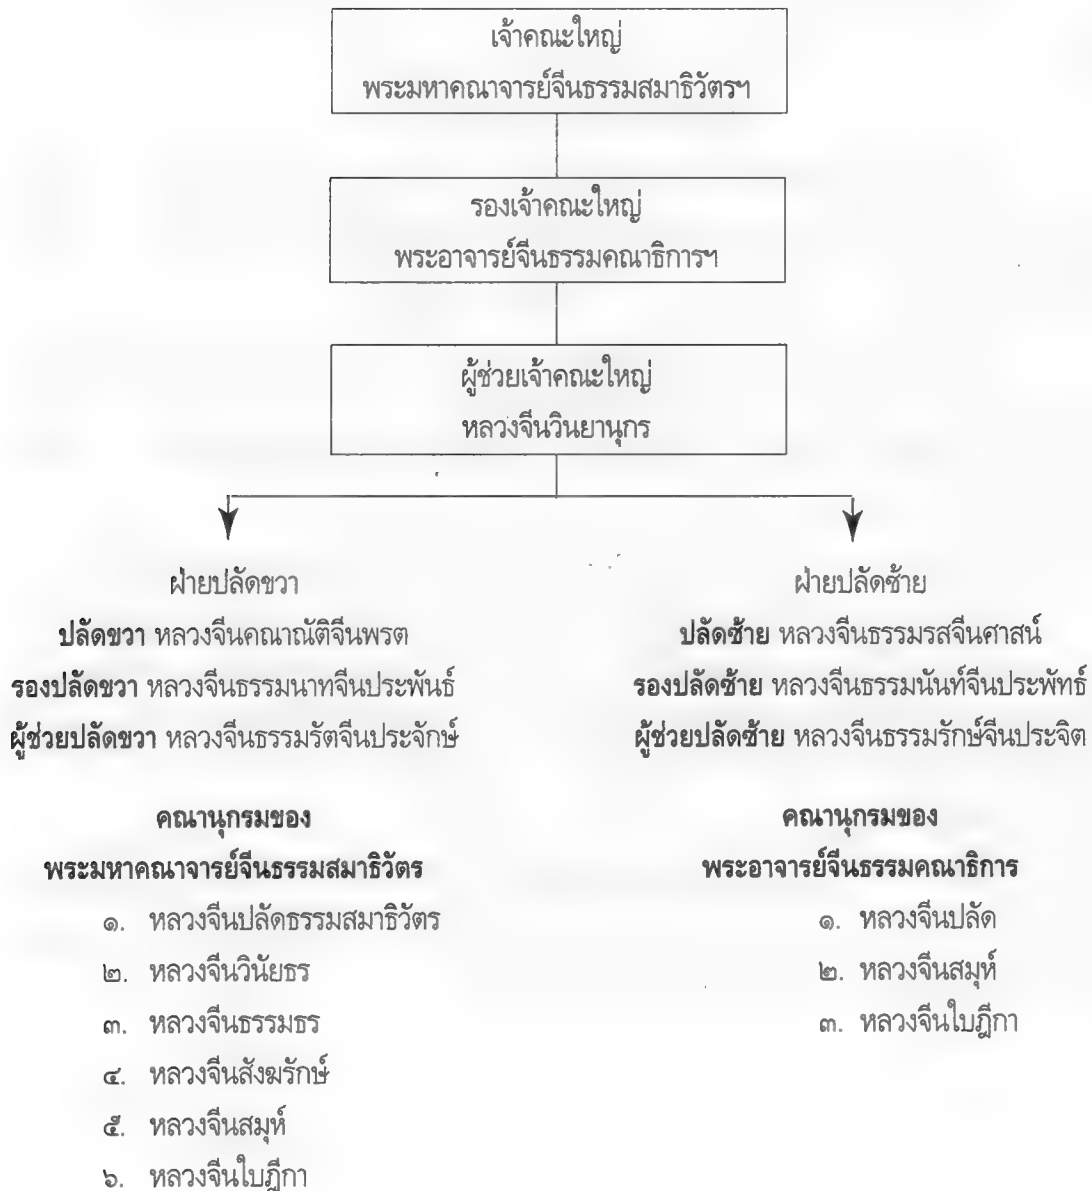 เจ้าคณะใหญ่
พระมหาคณาจารย์จีนธรรมสมาธิวัตรฯ
รองเจ้าคณะใหญ่
พระอาจารย์จีนธรรมคณาธิการฯ
ผู้ช่วยเจ้าคณะใหญ่
หลวงจีนวินยานุกร
ฝ่ายปลัดขวา
ปลัดขวา หลวงจีนคณาณัติจีนพรต
รองปลัดขวา หลวงจีนธรรมนาทจีนประพันธ์
ผู้ช่วยปลัดขวา หลวงจีนธรรมรัตจีนประจักษ์
คณานุกรมของ
พระมหาคณาจารย์จีนธรรมสมาธิวัตร
๑. หลวงจีนปลัดธรรมสมาธิวัตร
๒. หลวงจีนวินัยธร
๓. หลวงจีนธรรมธร
๔. หลวงจีนสังฆรักษ์
๕. หลวงจีนสมุห์
๖. หลวงจีนใบฎีกา
ฝ่ายปลัดซ้าย
ปลัดซ้าย หลวงจีนธรรมรสจีนศาสน์
รองปลัดซ้าย หลวงจีนธรรมนันท์จีนประพัทธ์
ผู้ช่วยปลัดซ้าย หลวงจีนธรรมรักษ์จีนประจิต
คณานุกรมของ
พระอาจารย์จีนธรรมคณาธิการ
๑. หลวงจีนปลัด
๒. หลวงจีนสมุห์
๓. หลวงจีนใบฎีกา